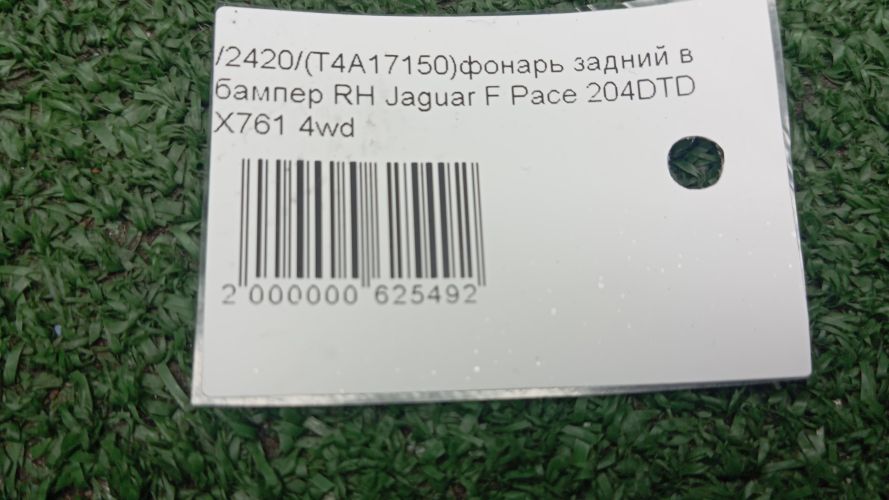 /2420/(T4A17150)фонарь задний в
бампер RH Jaguar F Pace 204DTD
X761 4wd
2 000000 625492